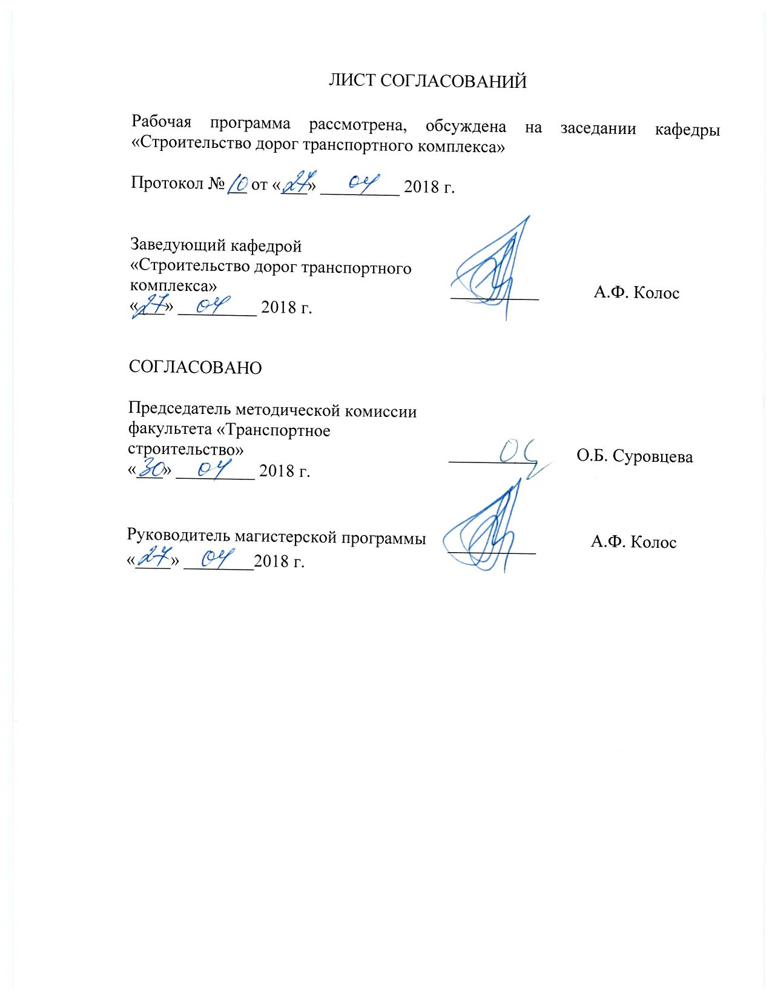 ЛИСТ СОГЛАСОВАНИЙ
Рабочая программа рассмотрена, обсуждена на заседании кафедры
«Строительство дорог транспортного комплекса»
Протокол № 10 от «27» 04 2018 г.
Заведующий кафедрой
«Строительство дорог транспортного
комплекса»
А.Ф. Колос
«27» 04 2018 г.
СОГЛАСОВАНО
Председатель методической комиссии
факультета «Транспортное
строительство»
О.Б. Суровцева
«30» 04 2018 г.
Руководитель магистерской программы
А.Ф. Колос
«27» 04 2018 г.